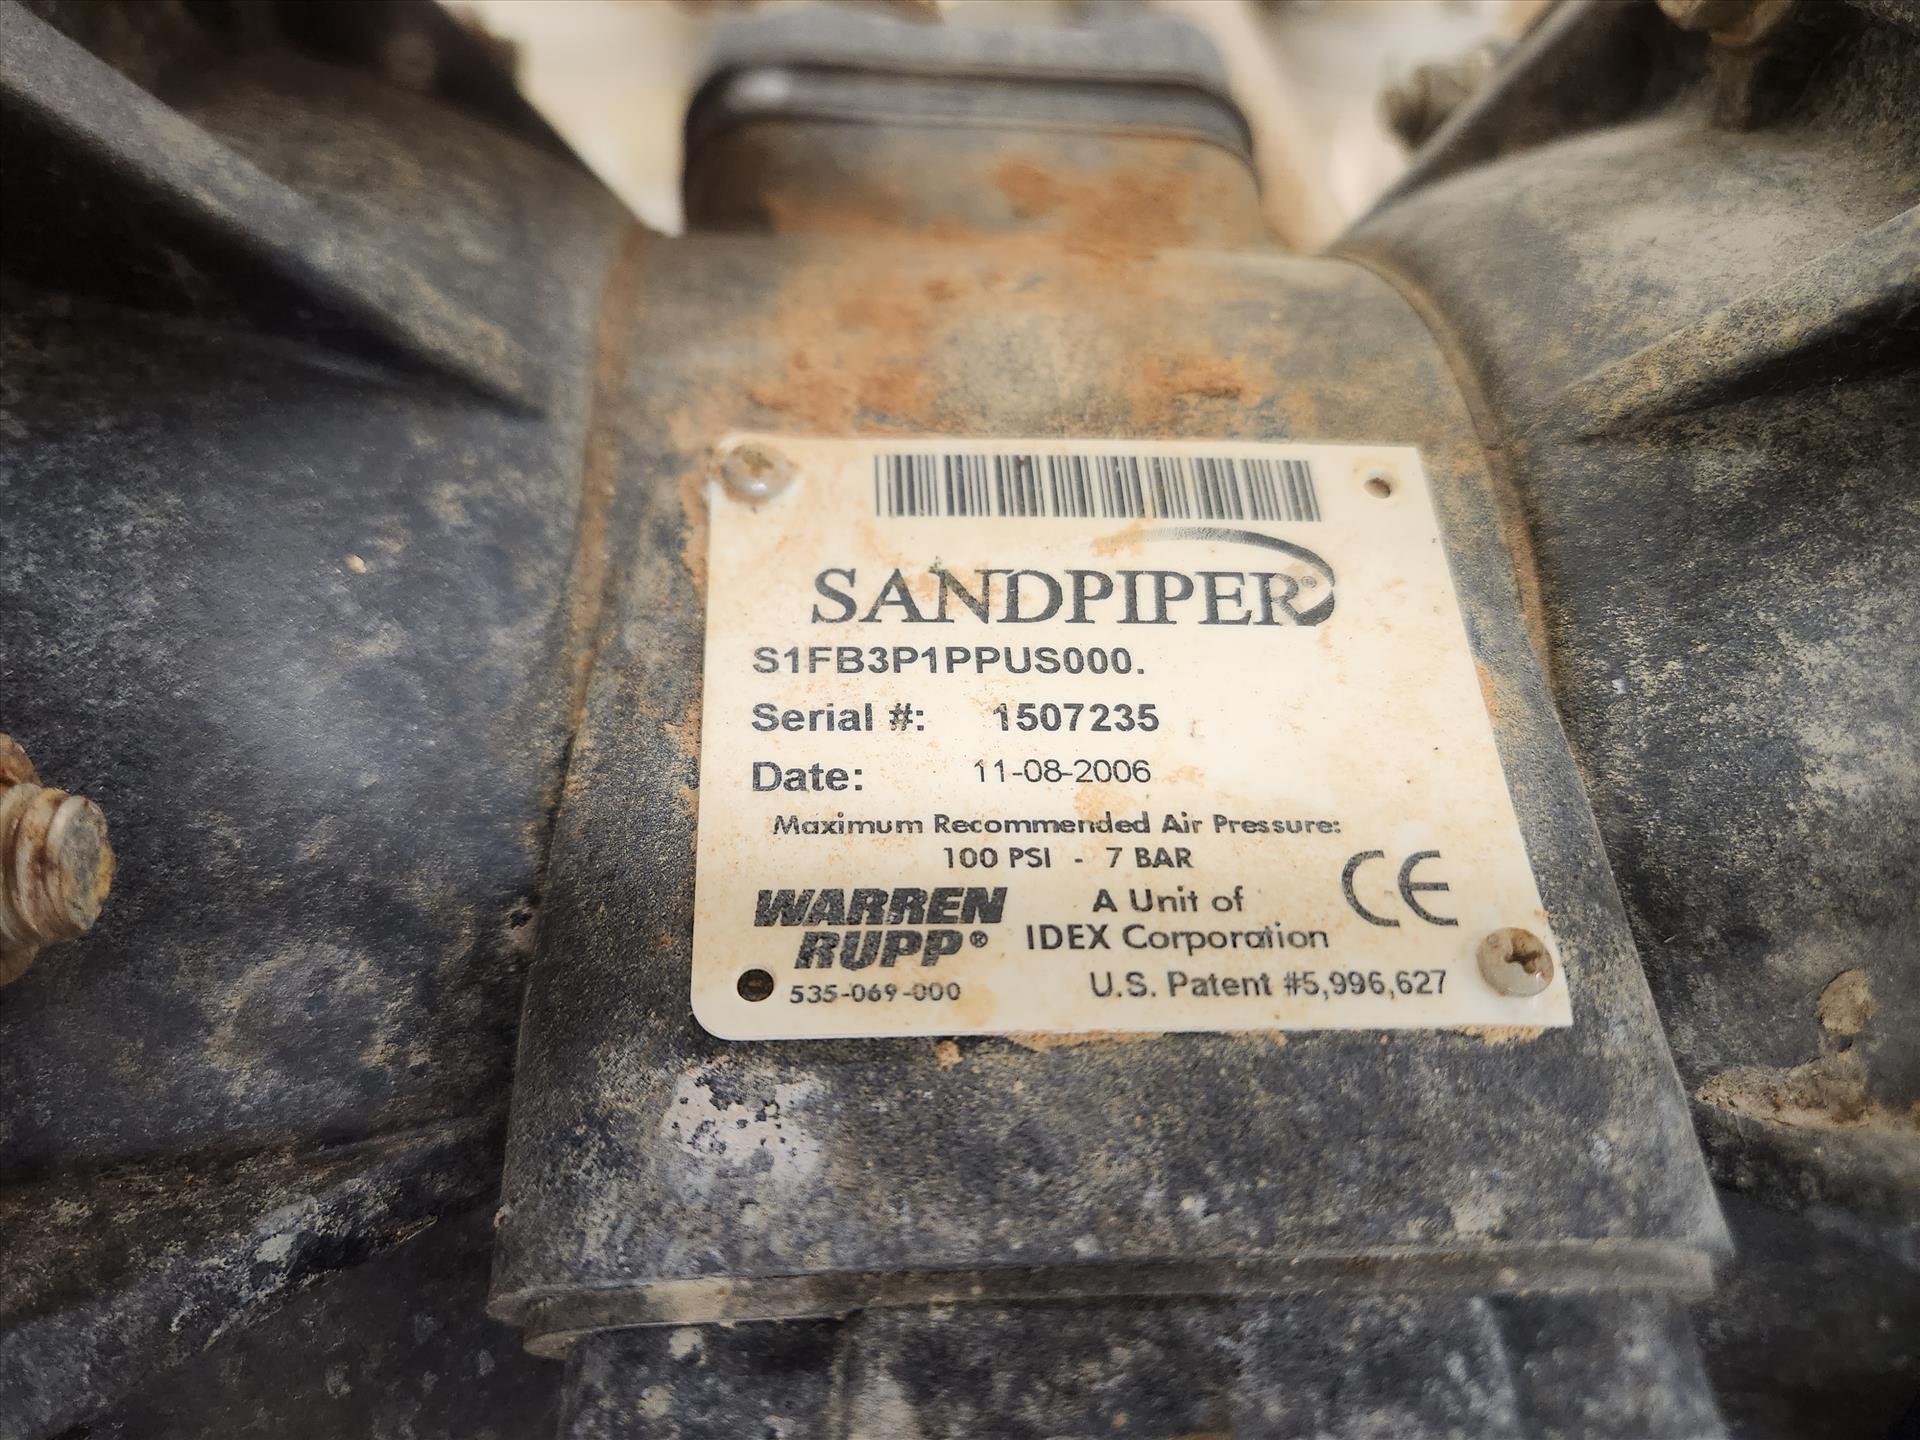 SANDPIPER®
S1FB3P1PPUS000.
Serial #: 1507235
Date: 11-08-2006
Maximum Recommended Air Pressure:
100 PSI - 7 BAR
CE
WARREN RUPP®
A Unit of
IDEX Corporation
535-069-000
U.S. Patent #5,996,627